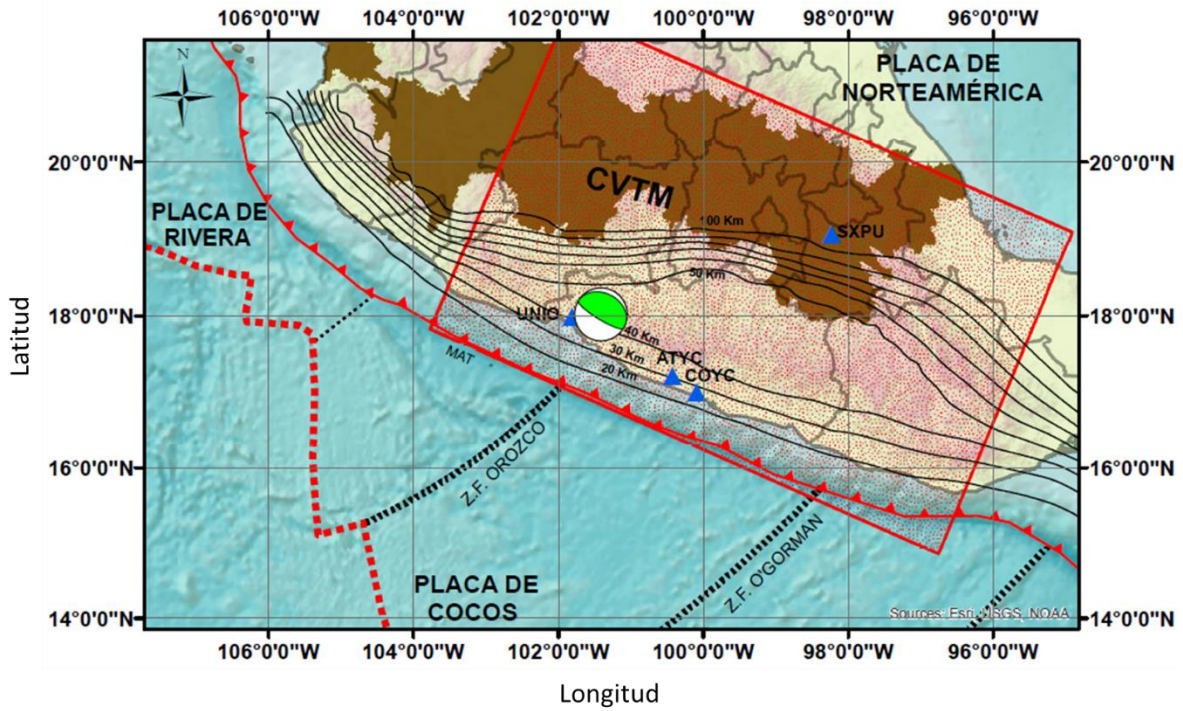 106°0'0"W 104°0'0"W 102°0'0"W 100°0'0"W 98°0'0"W 96°0'0"W
N
PLACA DE
NORTEAMÉRICA
20°0'0"N 20°0'0"N
CVTM
PLACA DE
RIVERA
100 Km
SXPU
50 Km
18°0'0"N 18°0'0"N
UNIO
40 Km
30 Km
20 Km
MAT
ATYC
COYC
Latitud
16°0'0"N 16°0'0"N
Z.F. OROZCO
Z.F. O'GORMAN
PLACA DE
COCOS
Sources: Esri, USGS, NOAA
14°0'0"N 14°0'0"N
106°0'0"W 104°0'0"W 102°0'0"W 100°0'0"W 98°0'0"W 96°0'0"W
Longitud